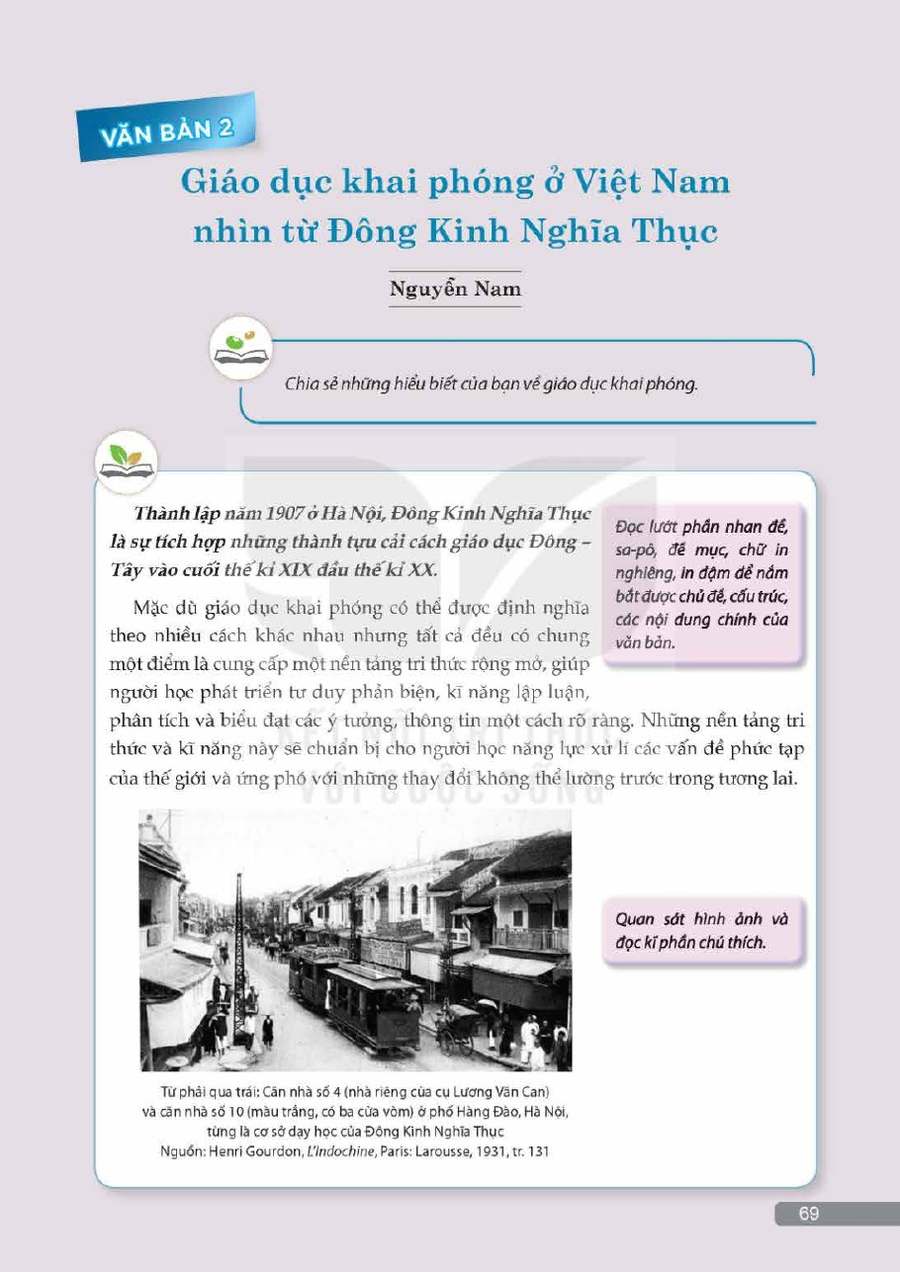 VĂN BẢN 2
Giáo dục khai phóng ở Việt Nam
nhìn từ Đông Kinh Nghĩa Thục
Nguyễn Nam
Chia sẻ những hiểu biết của bạn về giáo dục khai phóng.
Thành lập năm 1907 ở Hà Nội, Đông Kinh Nghĩa Thục
là sự tích hợp những thành tựu cải cách giáo dục Đông –
Tây vào cuối thế kỉ XIX đầu thế kỉ XX.
Đọc lướt phần nhan đề,
sa-pô, đề mục, chữ in
nghiêng, in đậm để nắm
bắt được chủ đề, cấu trúc,
các nội dung chính của
văn bản.
Mặc dù giáo dục khai phóng có thể được định nghĩa
theo nhiều cách khác nhau nhưng tất cả đều có chung
một điểm là cung cấp một nền tảng tri thức rộng mở, giúp
người học phát triển tư duy phản biện, kĩ năng lập luận,
phân tích và biểu đạt các ý tưởng, thông tin một cách rõ ràng. Những nền tảng tri
thức và kĩ năng này sẽ chuẩn bị cho người học năng lực xử lí các vấn đề phức tạp
của thế giới và ứng phó với những thay đổi không thể lường trước trong tương lai.
KẾT NỐI TRI THỨC
VỚI CUỘC SỐNG
Quan sát hình ảnh và
đọc kĩ phần chú thích.
Từ phải qua trái: Căn nhà số 4 (nhà riêng của cụ Lương Văn Can)
và căn nhà số 10 (màu trắng, có ba cửa vòm) ở phố Hàng Đào, Hà Nội,
từng là cơ sở dạy học của Đông Kinh Nghĩa Thục
Nguồn: Henri Gourdon, L'Indochine, Paris: Larousse, 1931, tr. 131
69